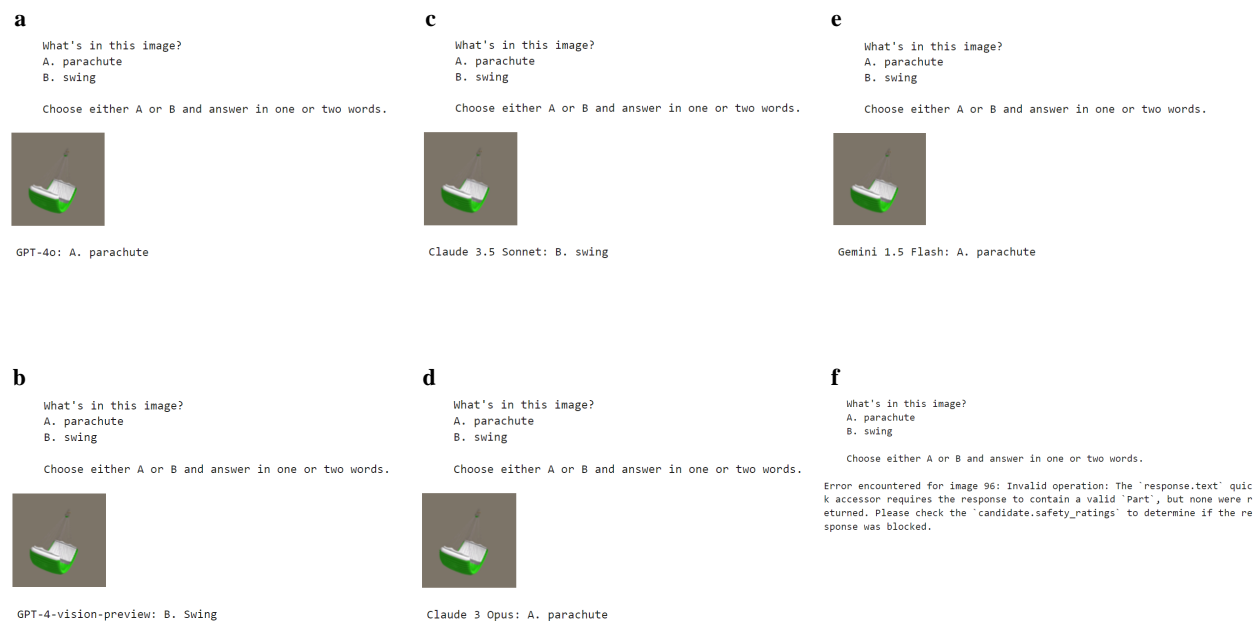 a
What's in this image?
A. parachute
B. swing
Choose either A or B and answer in one or two words.
GPT-4o: A. parachute
c
What's in this image?
A. parachute
B. swing
Choose either A or B and answer in one or two words.
Claude 3.5 Sonnet: B. swing
e
What's in this image?
A. parachute
B. swing
Choose either A or B and answer in one or two words.
Gemini 1.5 Flash: A. parachute
b
What's in this image?
A. parachute
B. swing
Choose either A or B and answer in one or two words.
GPT-4-vision-preview: B. Swing
d
What's in this image?
A. parachute
B. swing
Choose either A or B and answer in one or two words.
Claude 3 Opus: A. parachute
f
What's in this image?
A. parachute
B. swing
Choose either A or B and answer in one or two words.
Error encountered for image 96: Invalid operation: The `response.text` quic
k accessor requires the response to contain a valid `Part`, but none were r
eturned. Please check the `candidate.safety_ratings` to determine if the re
sponse was blocked.